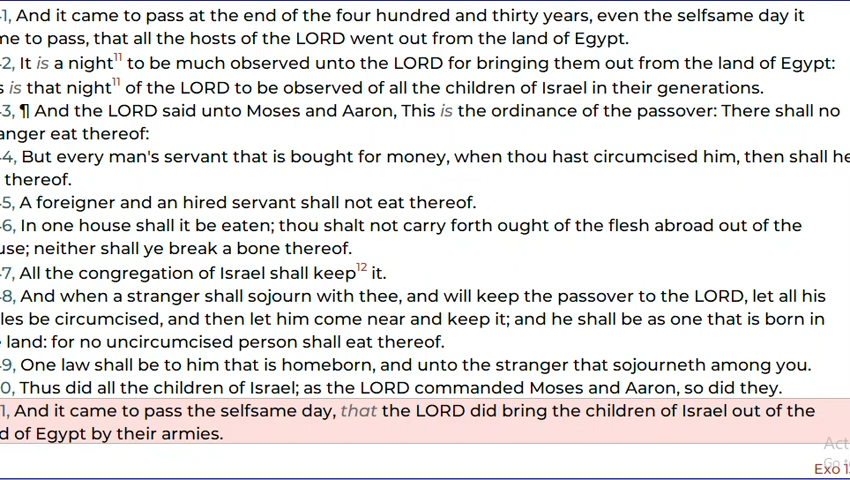 1, And it came to pass at the end of the four hundred and thirty years, even the selfsame day it
me to pass, that all the hosts of the LORD went out from the land of Egypt.
2, It is a night11 to be much observed unto the LORD for bringing them out from the land of Egypt:
s is that night11 of the LORD to be observed of all the children of Israel in their generations.
3, ¶ And the LORD said unto Moses and Aaron, This is the ordinance of the passover: There shall no
anger eat thereof:
4, But every man's servant that is bought for money, when thou hast circumcised him, then shall he
thereof.
5, A foreigner and an hired servant shall not eat thereof.
6, In one house shall it be eaten; thou shalt not carry forth ought of the flesh abroad out of the
use; neither shall ye break a bone thereof.
7, All the congregation of Israel shall keep12 it.
8, And when a stranger shall sojourn with thee, and will keep the passover to the LORD, let all his
les be circumcised, and then let him come near and keep it; and he shall be as one that is born in
land: for no uncircumcised person shall eat thereof.
9, One law shall be to him that is homeborn, and unto the stranger that sojourneth among you.
0, Thus did all the children of Israel; as the LORD commanded Moses and Aaron, so did they.
1, And it came to pass the selfsame day, that the LORD did bring the children of Israel out of the
d of Egypt by their armies.
Act
Go
Exo 1